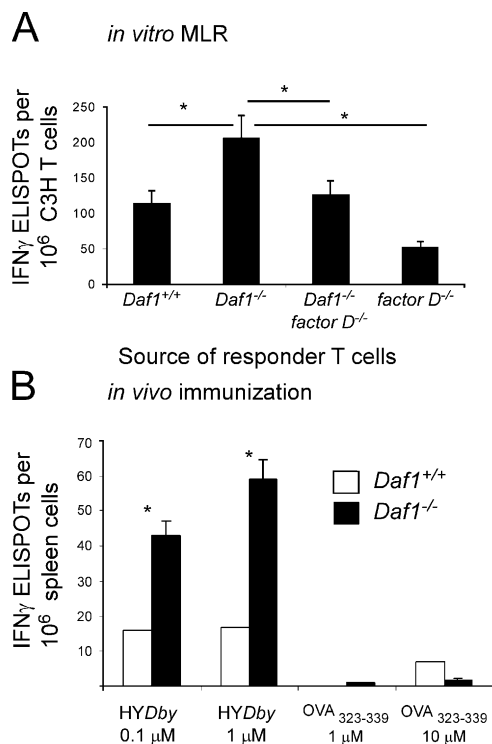 A in vitro MLR
IFNγ ELISPOTs per
10⁶ C3H T cells
250
200
150
100
50
0
* * *
Daf1+/+ Daf1-/- Daf1-/- factor D-/-
factor D-/-
Source of responder T cells
B in vivo immunization
IFNγ ELISPOTs per
10⁶ spleen cells
70
60
50
40
30
20
10
* *
Daf1+/+
Daf1-/-
HYDby HYDby OVA 323-339 OVA 323-339
0.1 µM 1 µM 1 µM 10 µM